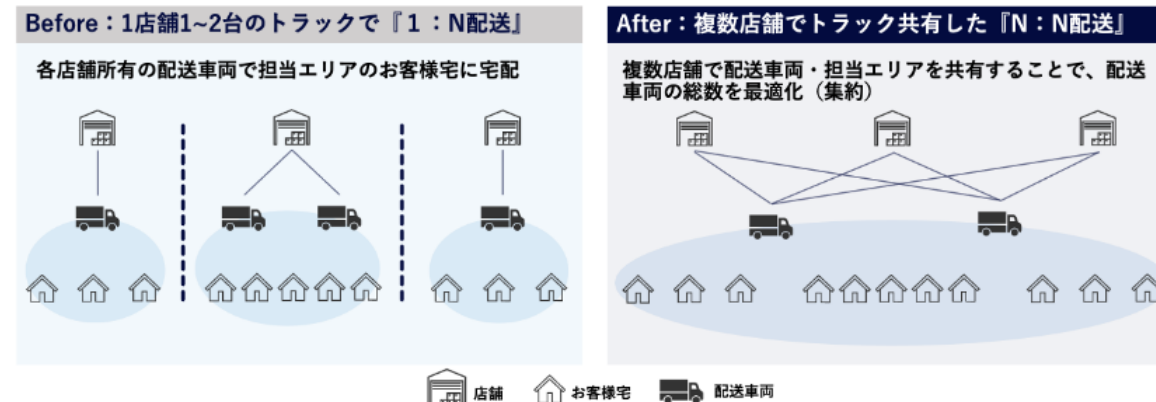 Before：1店舗1~2台のトラックで『１：N配送』
各店舗所有の配送車両で担当エリアのお客様宅に宅配
After：複数店舗でトラック共有した『N：N配送』
複数店舗で配送車両・担当エリアを共有することで、配送
車両の総数を最適化（集約）
店舗
お客様宅
配送車両